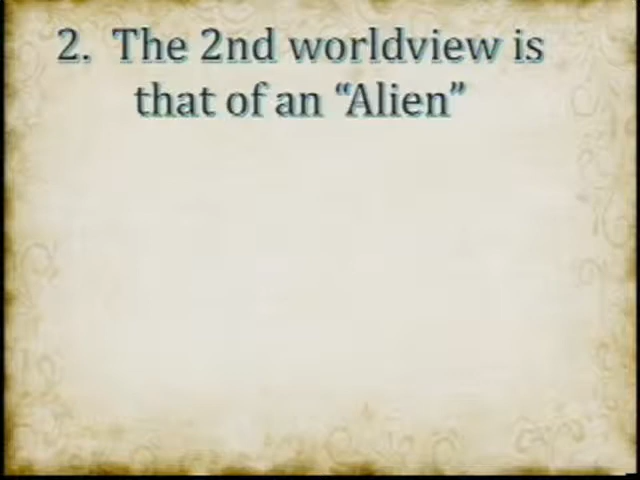 2. The 2nd worldview is
that of an “Alien”